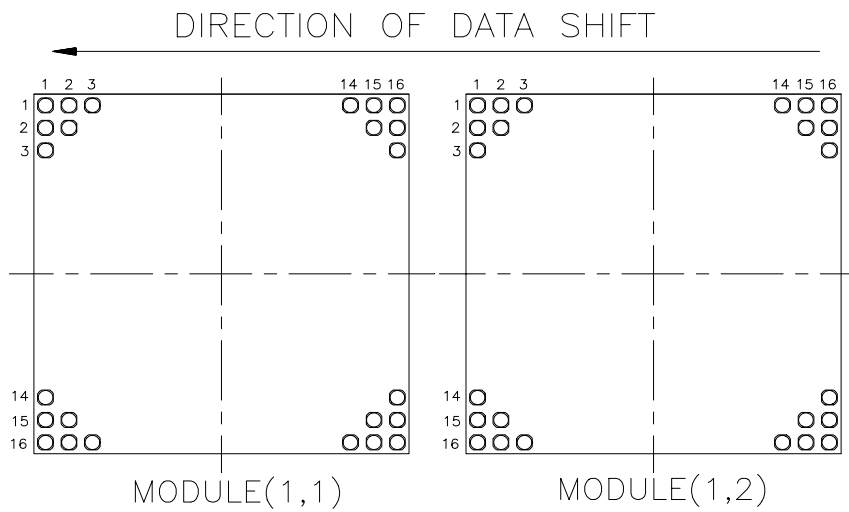 DIRECTION OF DATA SHIFT
1 2 3 14 15 16 1 2 3 14 15 16
1 1
2 2
3 3
14 14
15 15
16 16
MODULE(1,1) MODULE(1,2)